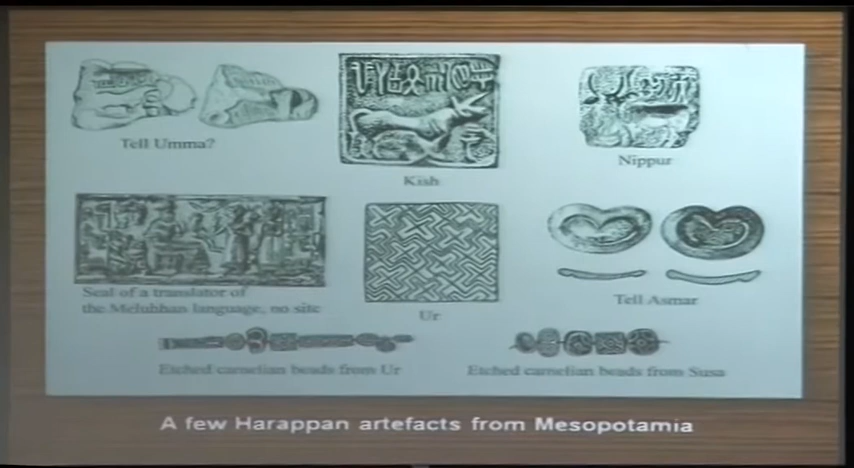 Tell Umma?
Kish
Nippur
Seal of a translator of
the Meluhhan language, no site
Ur
Tell Asmar
Etched carnelian beads from Ur
Etched carnelian beads from Susa
A few Harappan artefacts from Mesopotamia